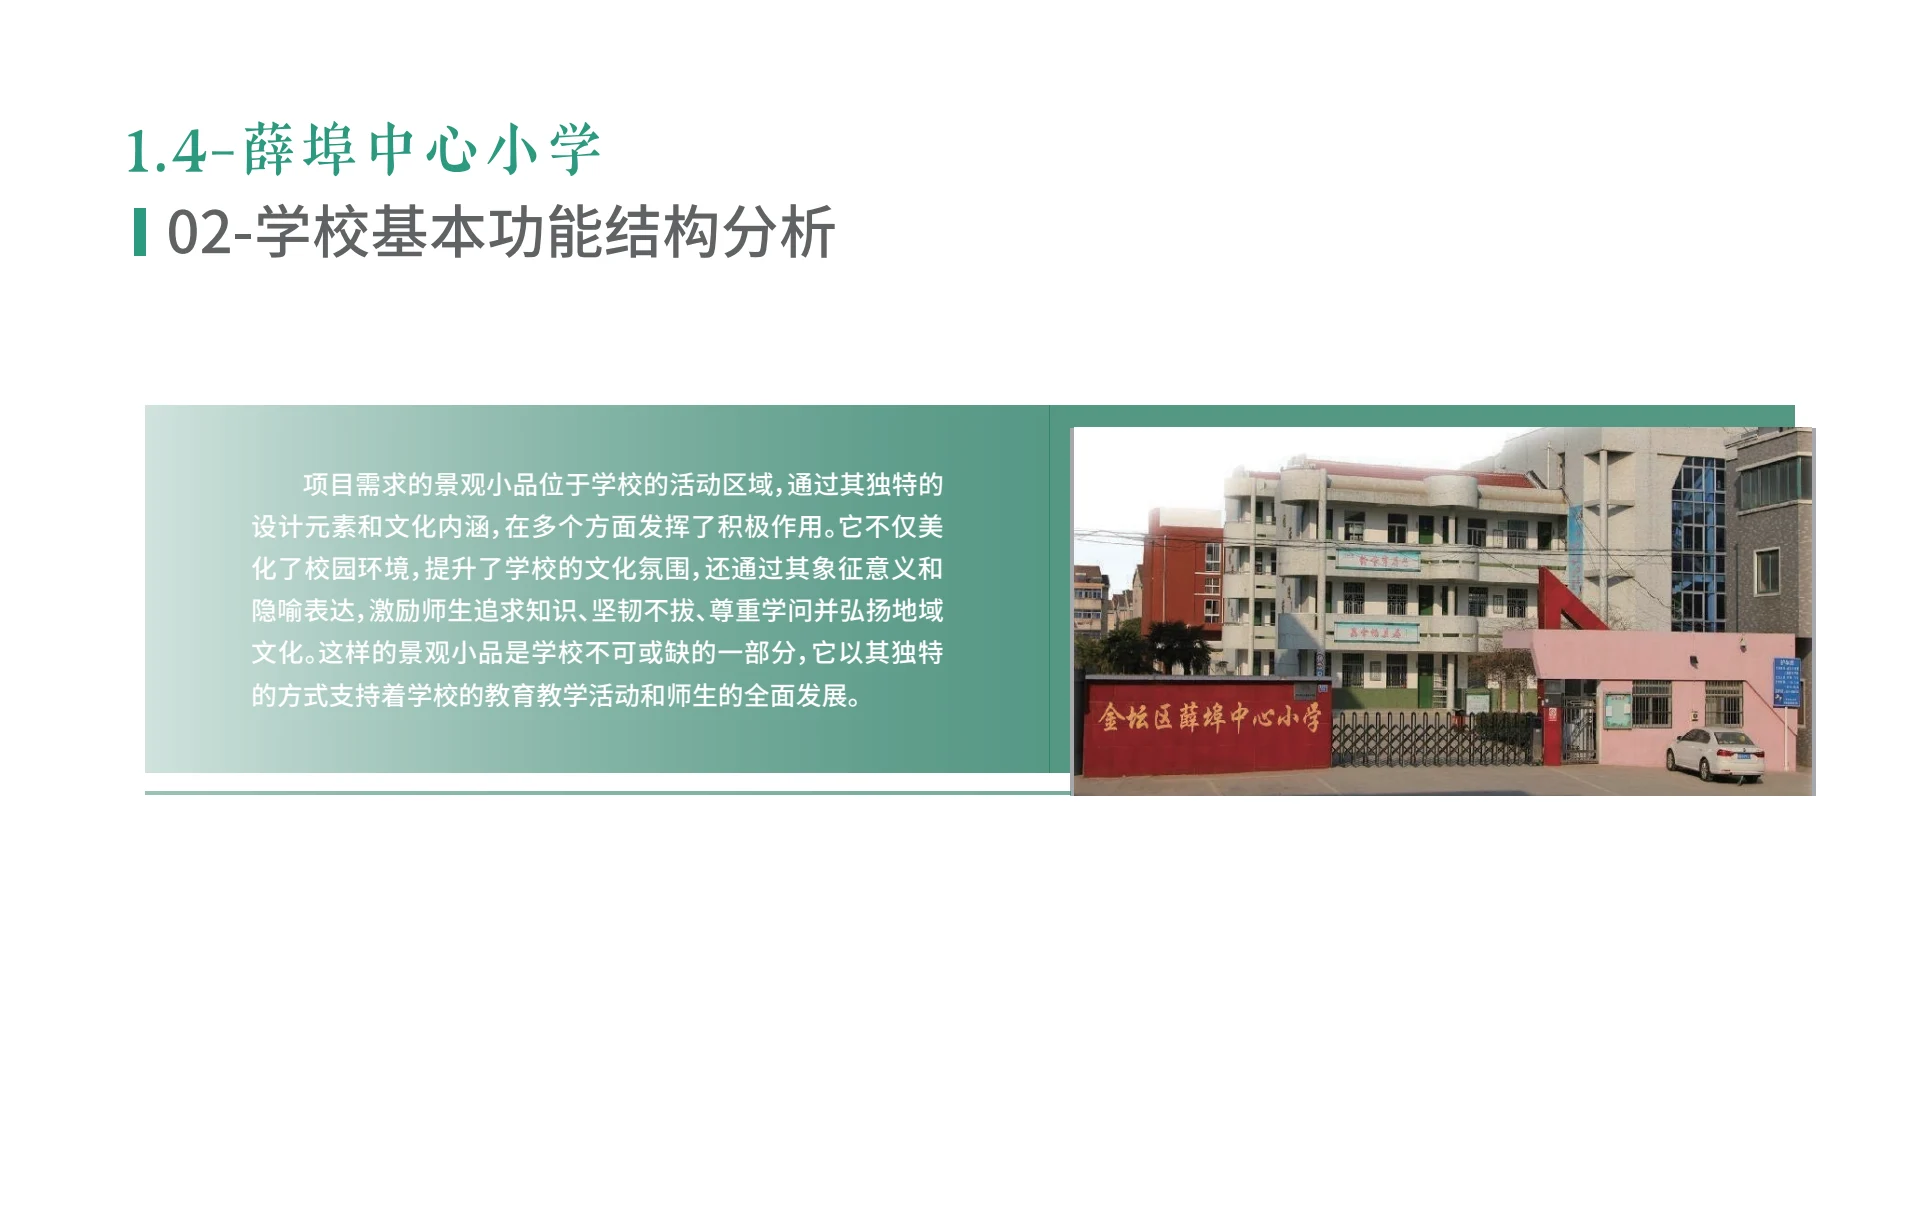 1.4-薛埠中心小学
02-学校基本功能结构分析
项目需求的景观小品位于学校的活动区域，通过其独特的
设计元素和文化内涵，在多个方面发挥了积极作用。它不仅美
化了校园环境，提升了学校的文化氛围，还通过其象征意义和
隐喻表达，激励师生追求知识、坚韧不拔、尊重学问并弘扬地域
文化。这样的景观小品是学校不可或缺的一部分，它以其独特
的方式支持着学校的教育教学活动和师生的全面发展。
金坛区薛埠中心小学